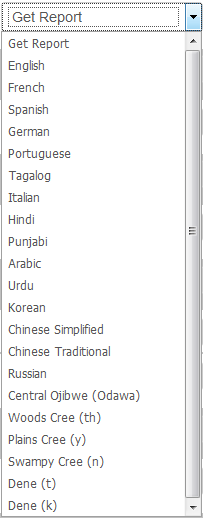 Get Report
Get Report
English
French
Spanish
German
Portuguese
Tagalog
Italian
Hindi
Punjabi
Arabic
Urdu
Korean
Chinese Simplified
Chinese Traditional
Russian
Central Ojibwe (Odawa)
Woods Cree (th)
Plains Cree (y)
Swampy Cree (n)
Dene (t)
Dene (k)